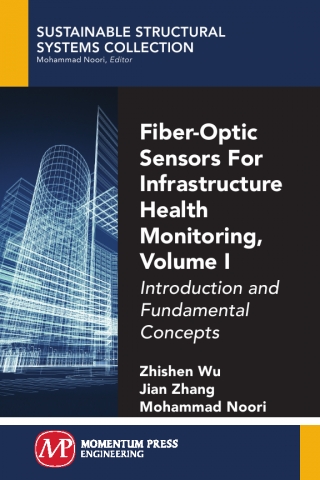 SUSTAINABLE STRUCTURAL
SYSTEMS COLLECTION
Mohammad Noori, Editor
Fiber-Optic
Sensors For
Infrastructure
Health
Monitoring,
Volume I
Introduction and
Fundamental
Concepts
Zhishen Wu
Jian Zhang
Mohammad Noori
MP
MOMENTUM PRESS
ENGINEERING